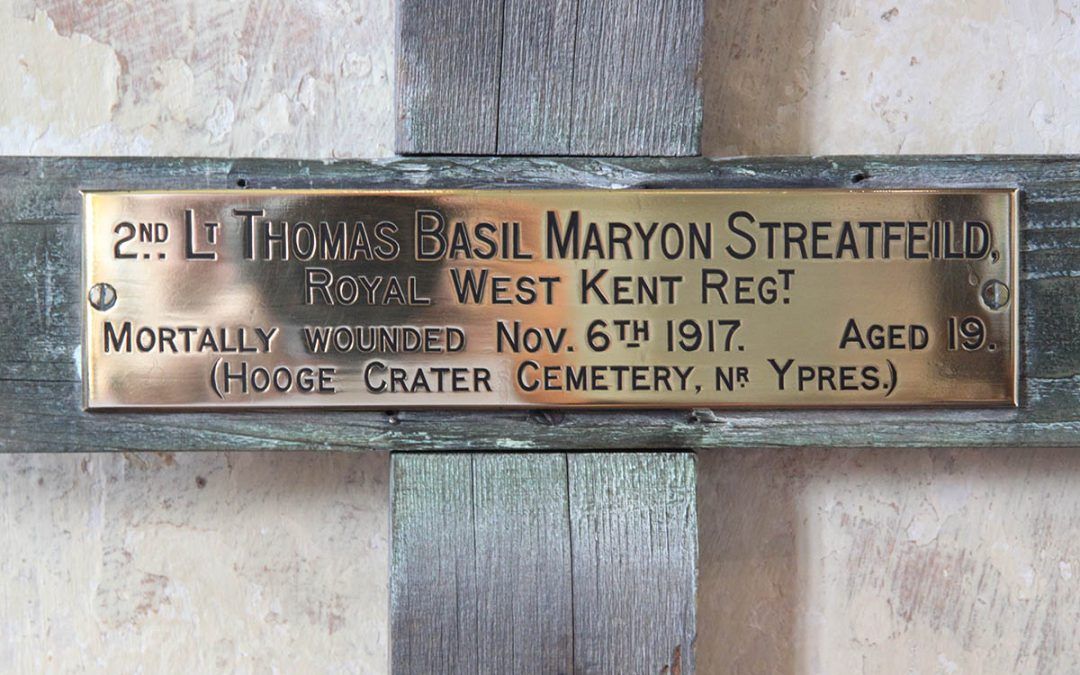 2ND. LT THOMAS BASIL MARYON STREATFEILD,
ROYAL WEST KENT REGT.
MORTALLY WOUNDED NOV. 6TH 1917. AGED 19.
(HOOGE CRATER CEMETERY, NR. YPRES.)